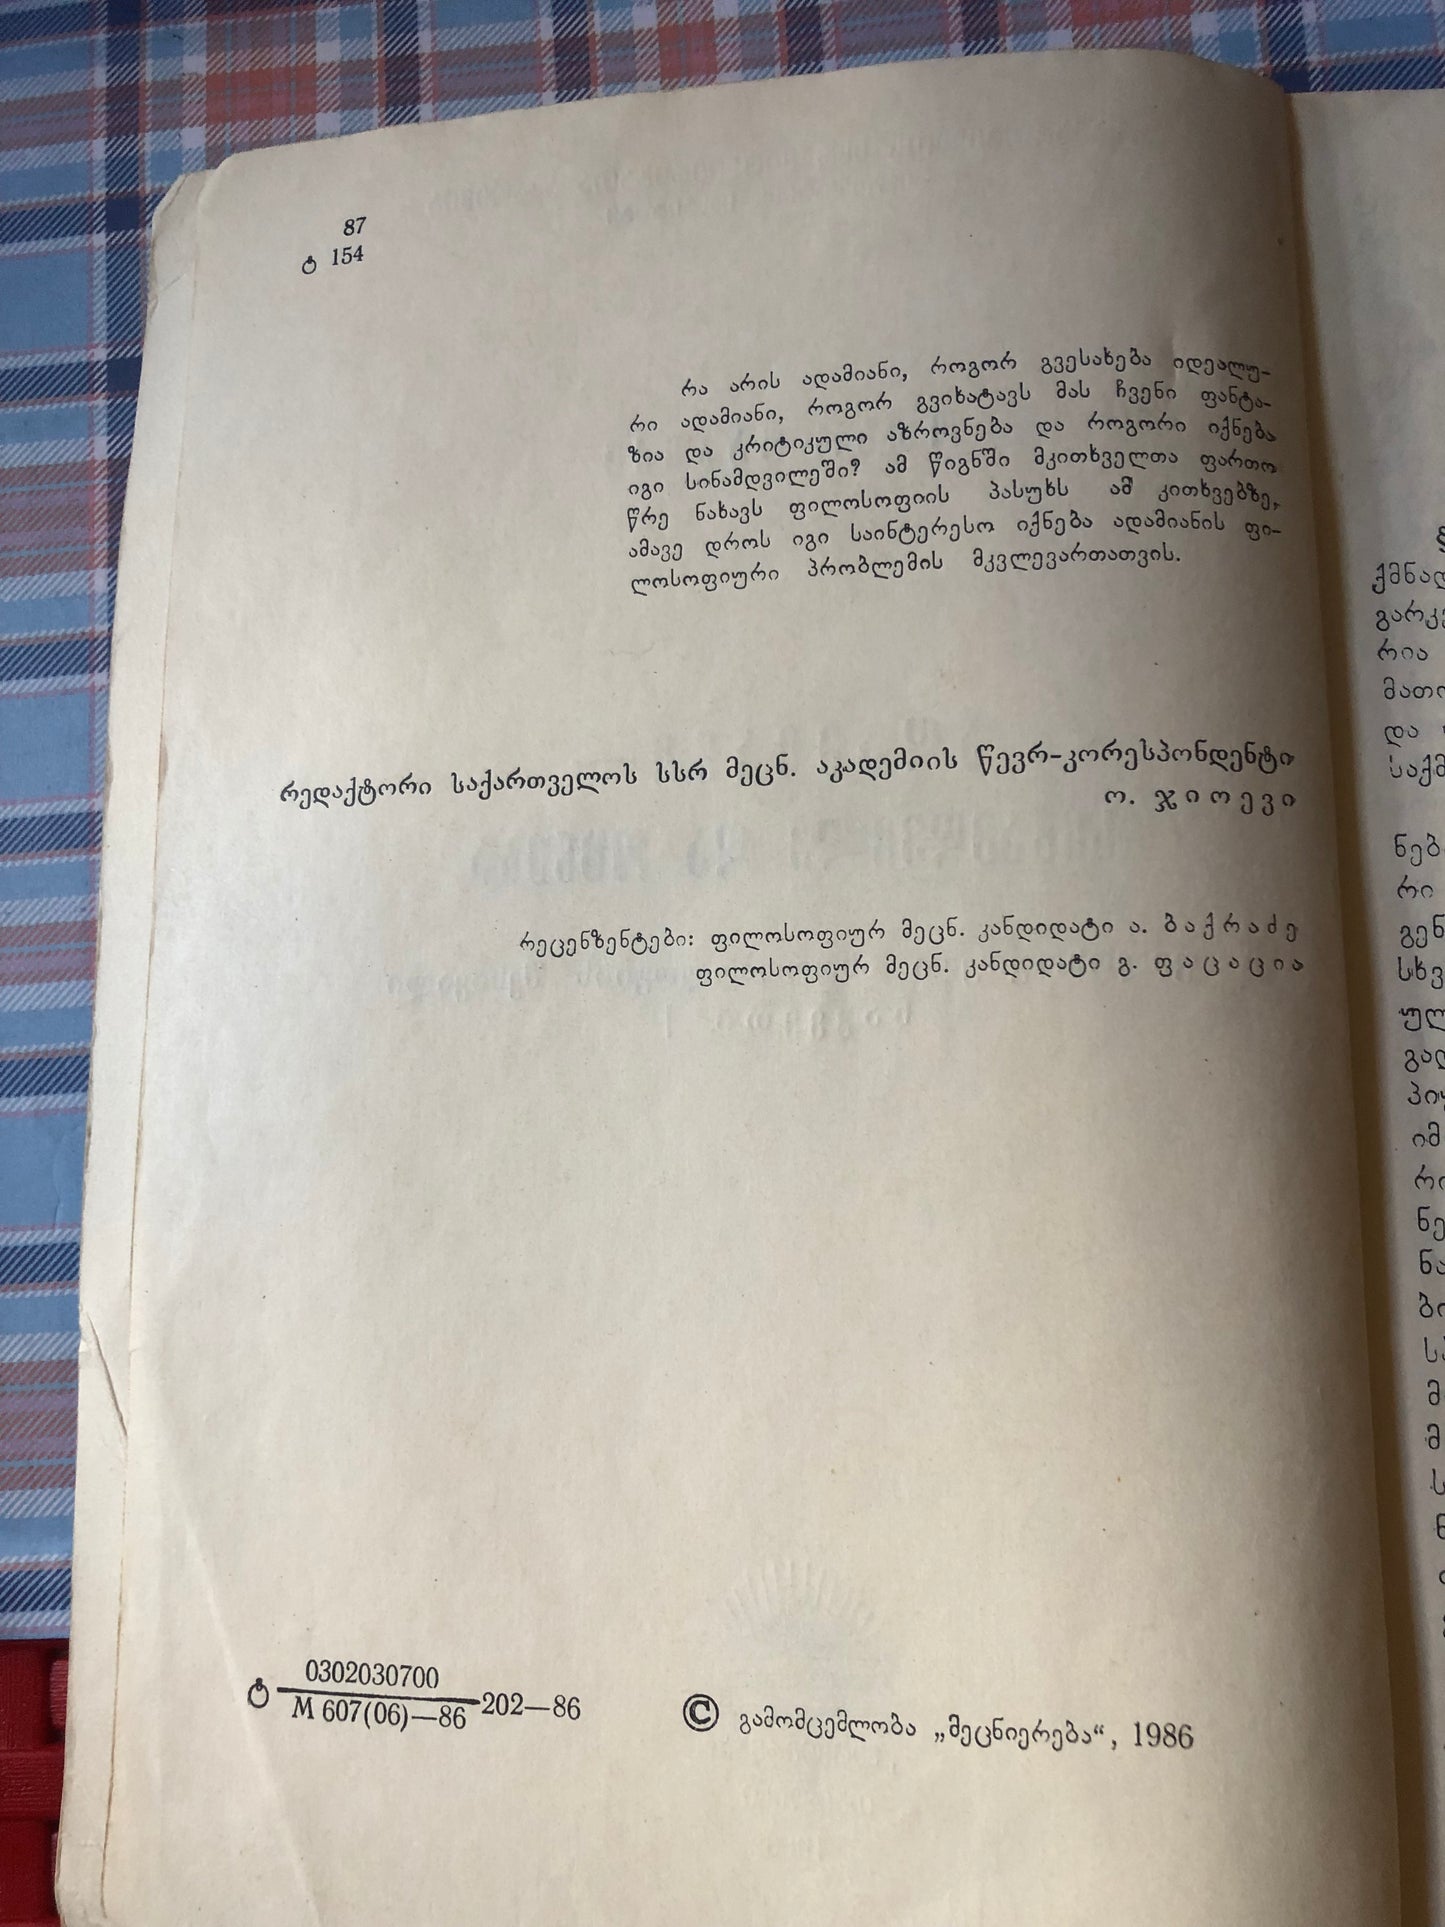 87
ტ 154
რა არის ადამიანი, როგორ გვესახება იდეალუ-
რი ადამიანი, როგორ გვიხატავს მას ჩვენი ფანტა-
ზია და კრიტიკული აზროვნება და როგორი იქნება
იგი სინამდვილეში? ამ წიგნში მკითხველთა ფართო
წრე ნახავს ფილოსოფიის პასუხს ამ კითხვებზე,
ამავე დროს იგი საინტერესო იქნება ადამიანის ფი-
ლოსოფიური პრობლემის მკვლევართათვის.
რედაქტორი საქართველოს სსრ მეცნ. აკადემიის წევრ-კორესპონდენტი
ო. ჯიოევი
რეცენზენტები: ფილოსოფიურ მეცნ. კანდიდატი ა. ბაქრაძე
ფილოსოფიურ მეცნ. კანდიდატი გ. ფაცაცია
ტ 0302030700
M 607(06)—86 202—86
© გამომცემლობა „მეცნიერება“, 1986